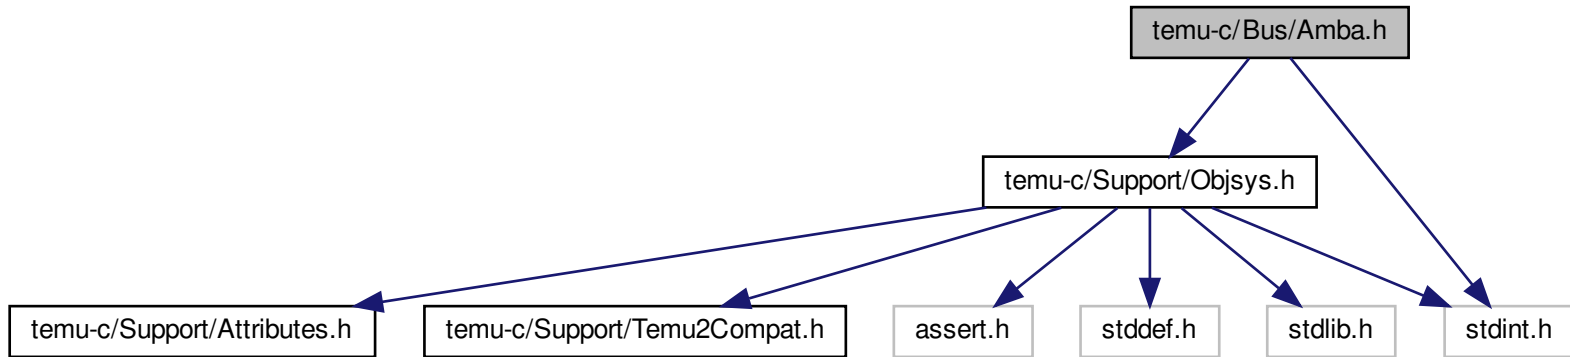 temu-c/Bus/Amba.h
temu-c/Support/Objsys.h
temu-c/Support/Attributes.h
temu-c/Support/Temu2Compat.h
assert.h
stddef.h
stdlib.h
stdint.h